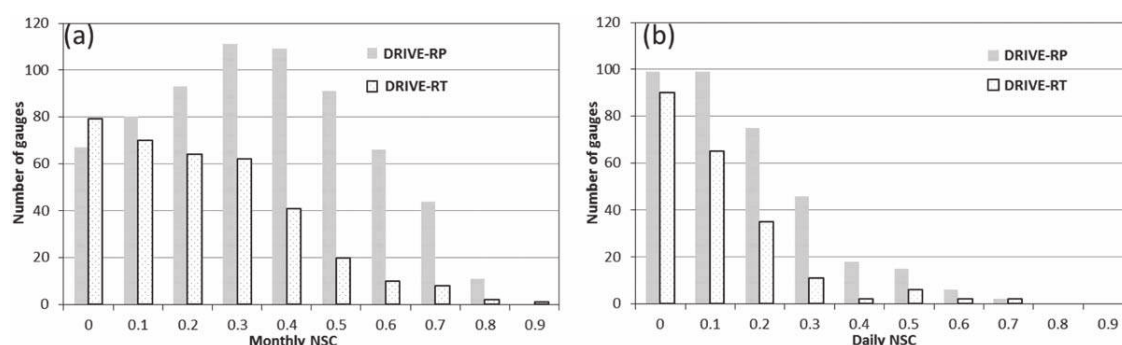 (a)
Number of gauges
120
100
80
60
40
20
0
DRIVE-RP
DRIVE-RT
0 0.1 0.2 0.3 0.4 0.5 0.6 0.7 0.8 0.9
Monthly NSC
(b)
Number of gauges
120
100
80
60
40
20
0
DRIVE-RP
DRIVE-RT
0 0.1 0.2 0.3 0.4 0.5 0.6 0.7 0.8 0.9
Daily NSC